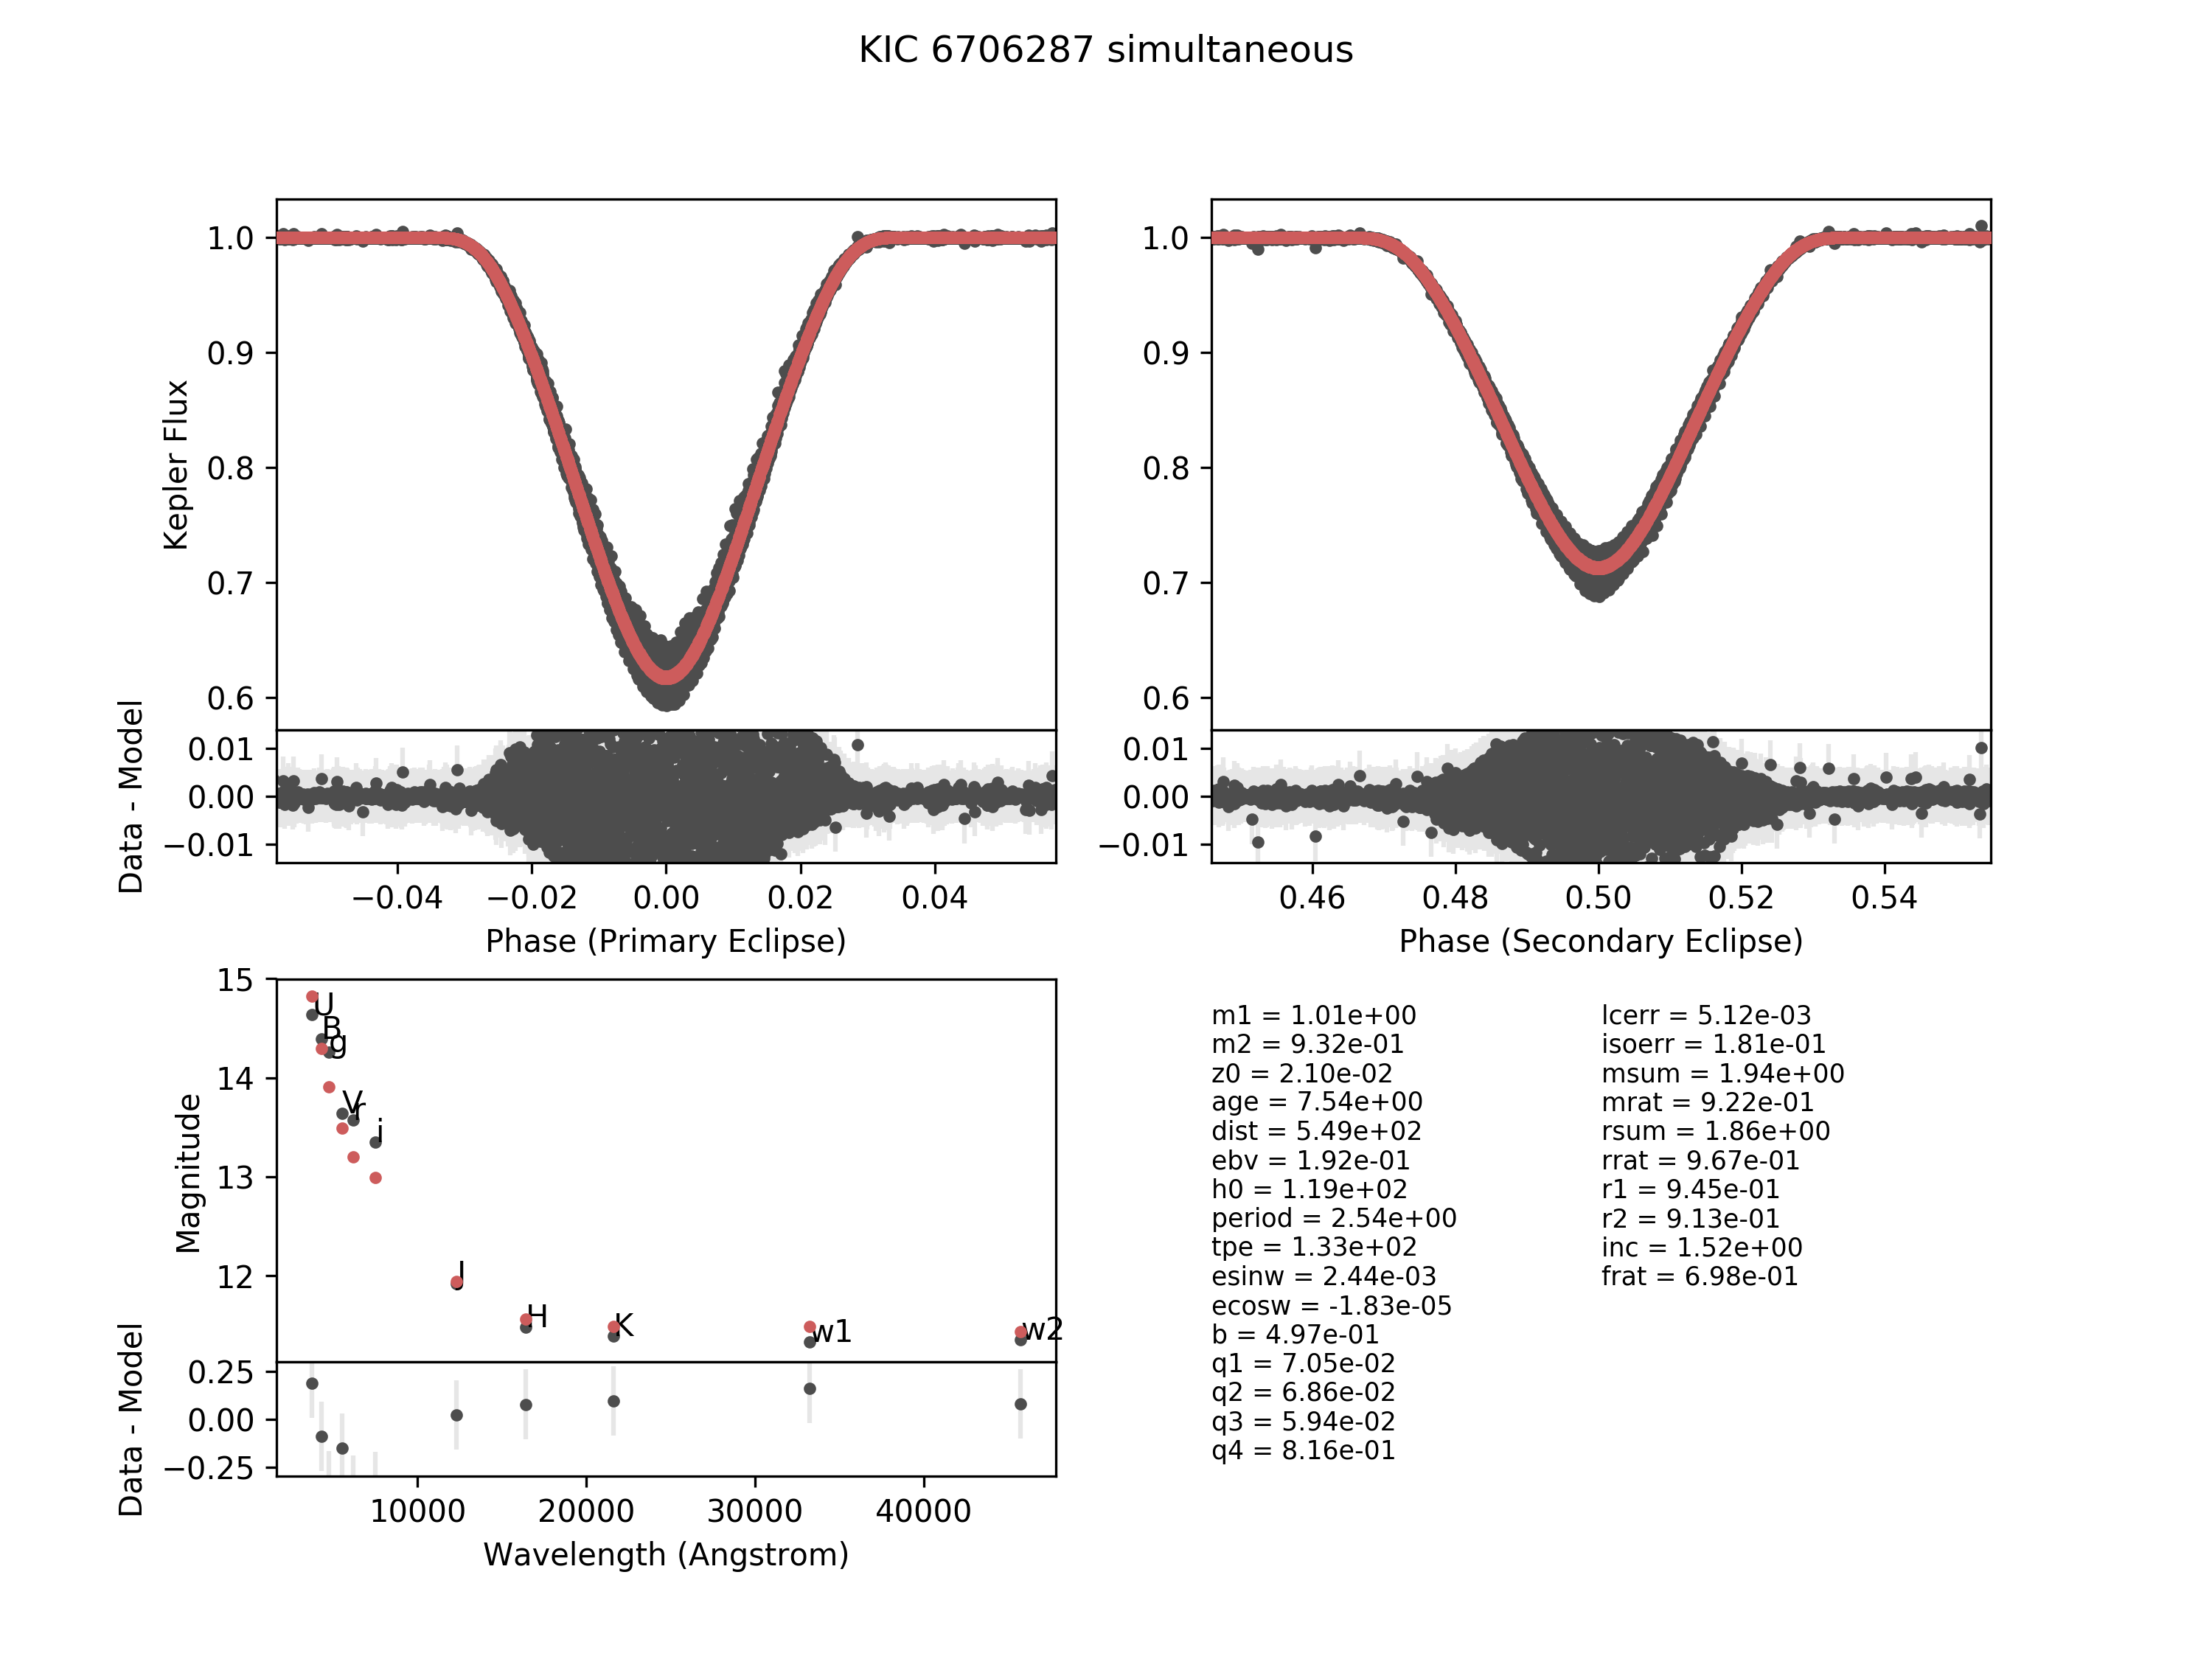 KIC 6706287 simultaneous
1.0
0.9
0.8
0.7
0.6
Kepler Flux
1.0
0.9
0.8
0.7
0.6
0.01
0.00
−0.01
Data - Model
0.01
0.00
−0.01
−0.04 −0.02 0.00 0.02 0.04
Phase (Primary Eclipse)
0.46 0.48 0.50 0.52 0.54
Phase (Secondary Eclipse)
15
14
13
12
Magnitude
U
B
g
V
r
i
J
H
K
w1
w2
0.25
0.00
−0.25
Data - Model
10000 20000 30000 40000
Wavelength (Angstrom)
m1 = 1.01e+00
m2 = 9.32e-01
z0 = 2.10e-02
age = 7.54e+00
dist = 5.49e+02
ebv = 1.92e-01
h0 = 1.19e+02
period = 2.54e+00
tpe = 1.33e+02
esinw = 2.44e-03
ecosw = -1.83e-05
b = 4.97e-01
q1 = 7.05e-02
q2 = 6.86e-02
q3 = 5.94e-02
q4 = 8.16e-01
lcerr = 5.12e-03
isoerr = 1.81e-01
msum = 1.94e+00
mrat = 9.22e-01
rsum = 1.86e+00
rrat = 9.67e-01
r1 = 9.45e-01
r2 = 9.13e-01
inc = 1.52e+00
frat = 6.98e-01